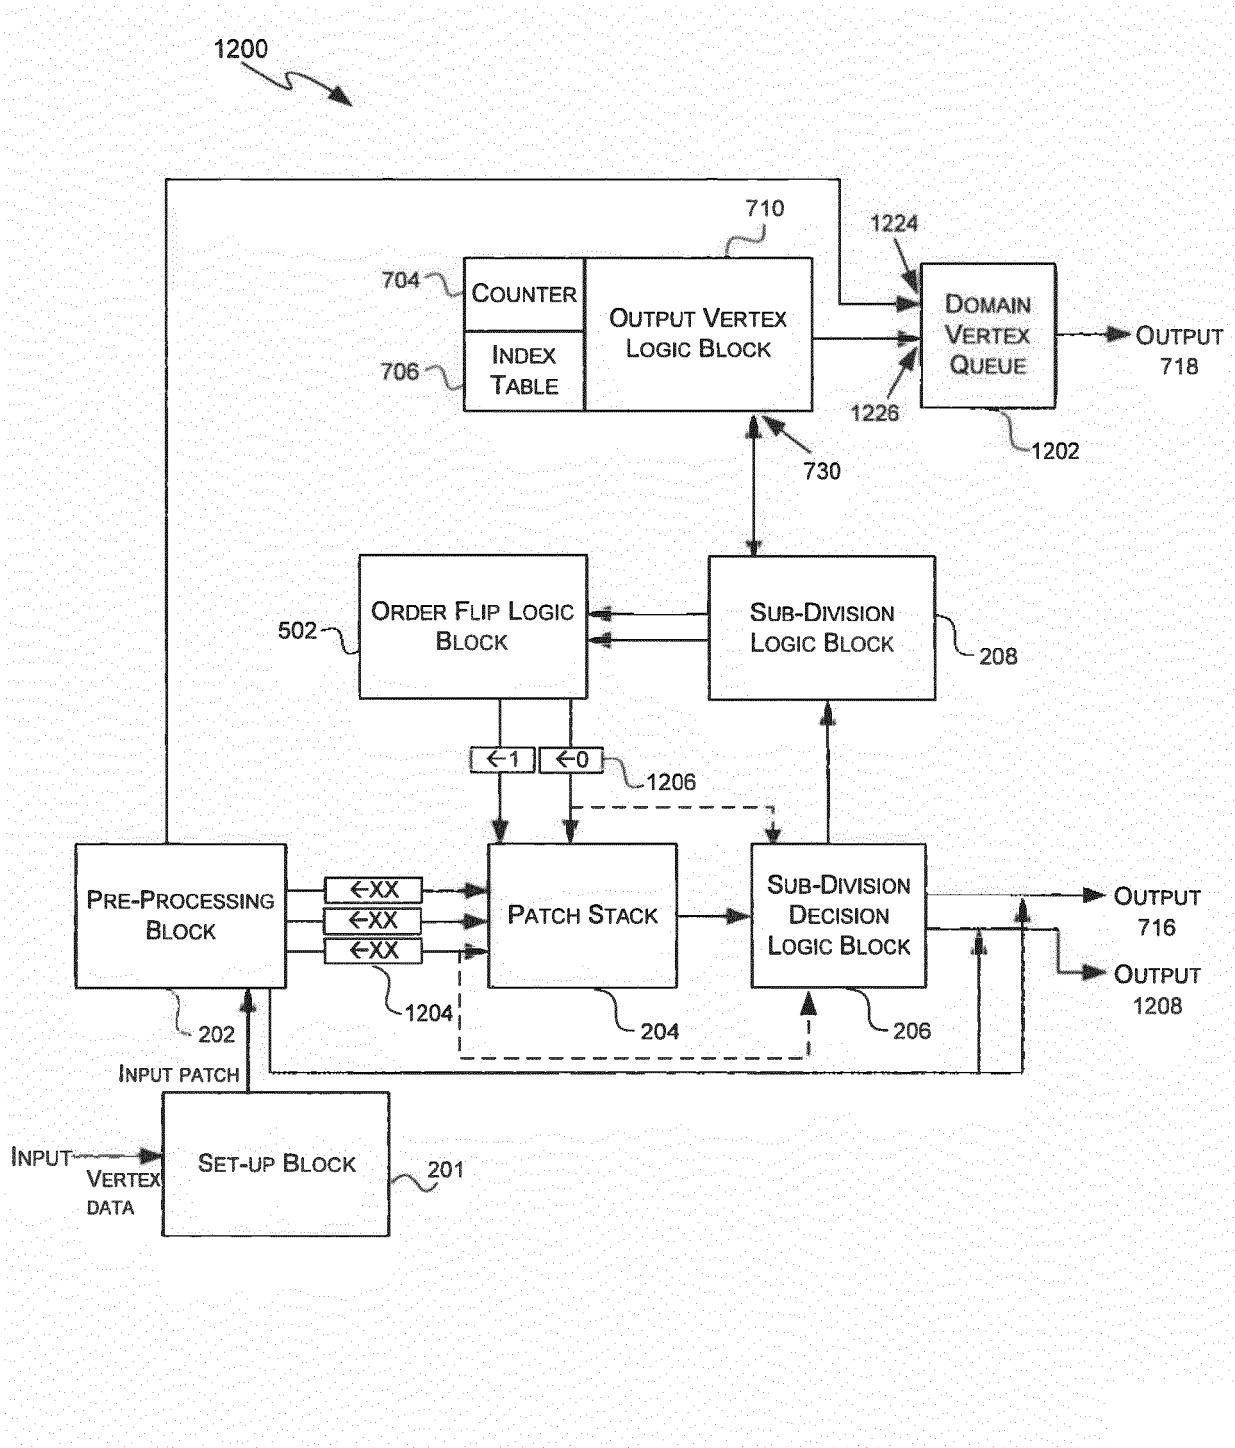 1200
710
1224
704
COUNTER
OUTPUT VERTEX
LOGIC BLOCK
DOMAIN
VERTEX
QUEUE
OUTPUT
718
706
INDEX
TABLE
1226
1202
730
502
ORDER FLIP LOGIC
BLOCK
SUB-DIVISION
LOGIC BLOCK
208
←1
←0
1206
PRE-PROCESSING
BLOCK
←XX
←XX
←XX
PATCH STACK
SUB-DIVISION
DECISION
LOGIC BLOCK
OUTPUT
716
OUTPUT
1208
1204
202
204
206
INPUT PATCH
INPUT
VERTEX
DATA
SET-UP BLOCK
201